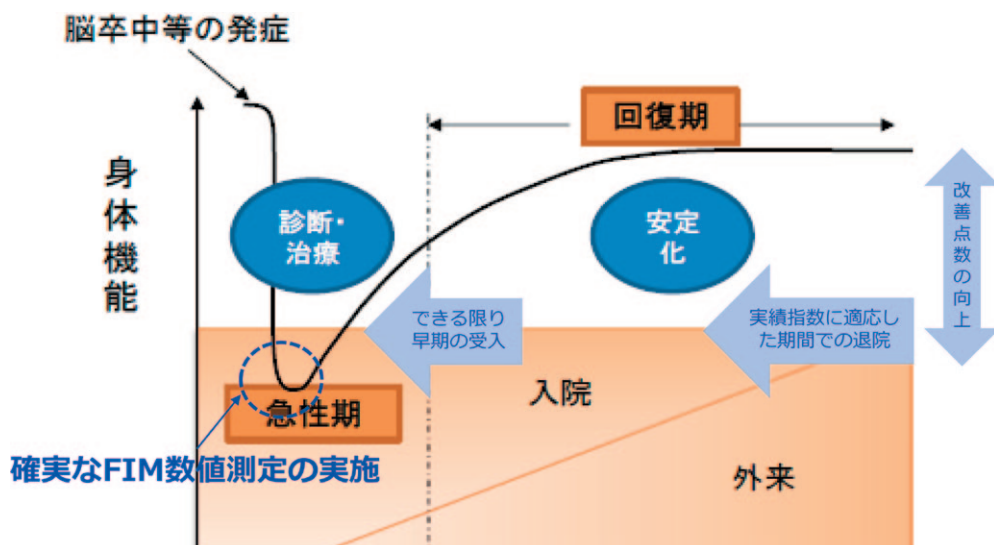 脳卒中等の発症
回復期
身体機能
診断・
治療
安定
化
改善点数の向上
できる限り
早期の受入
実績指数に適応し
た期間での退院
入院
急性期
確実なFIM数値測定の実施
外来